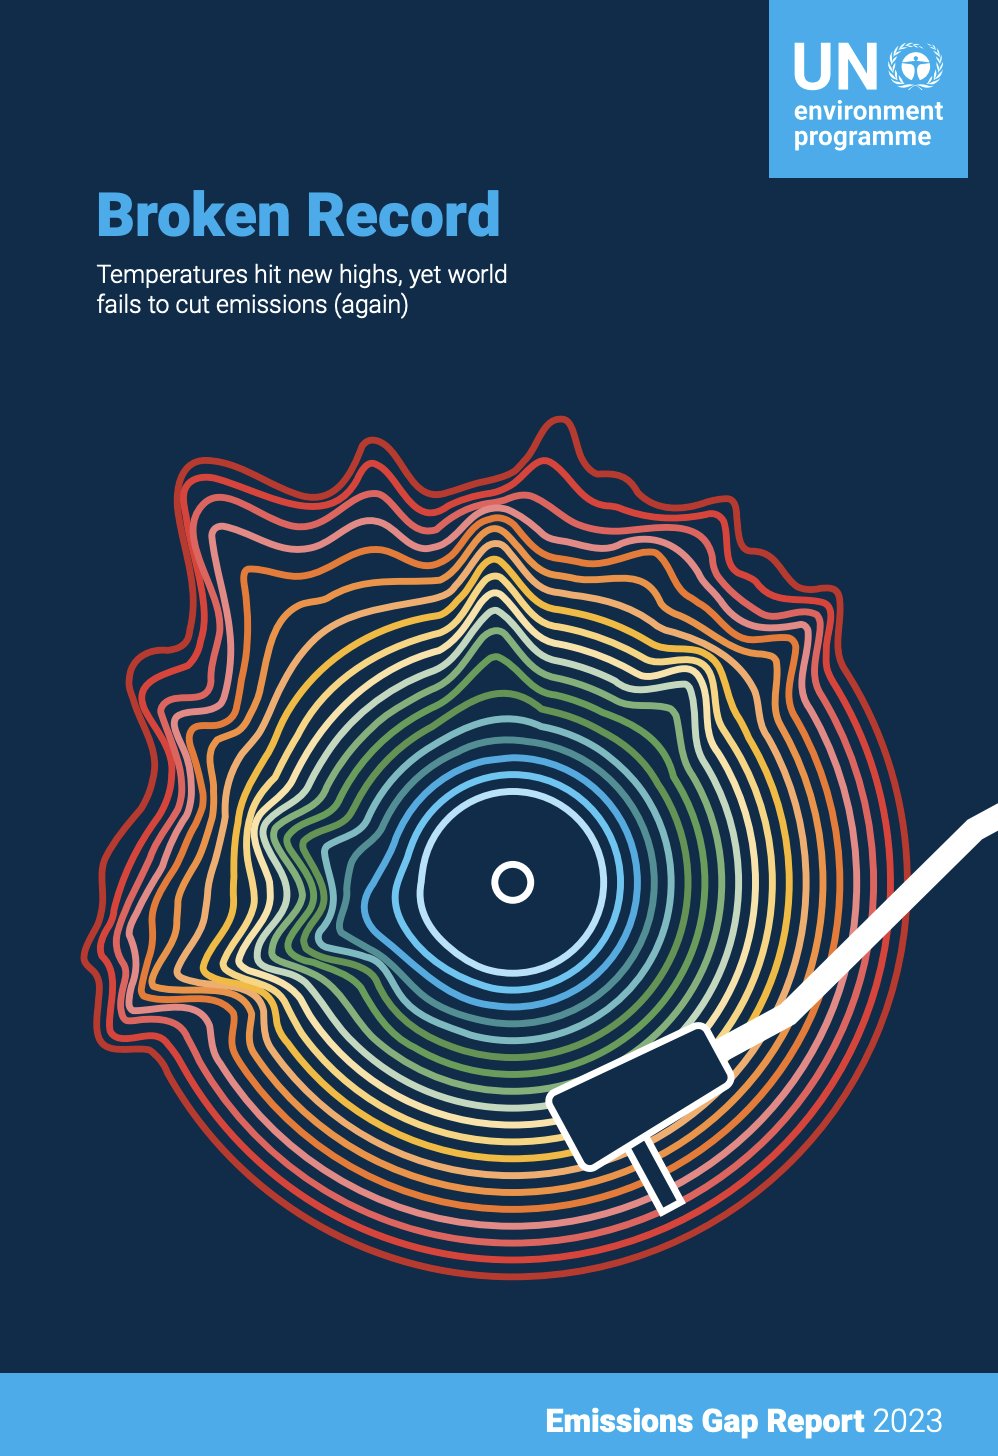 UN
environment
programme
Broken Record
Temperatures hit new highs, yet world
fails to cut emissions (again)
Emissions Gap Report 2023